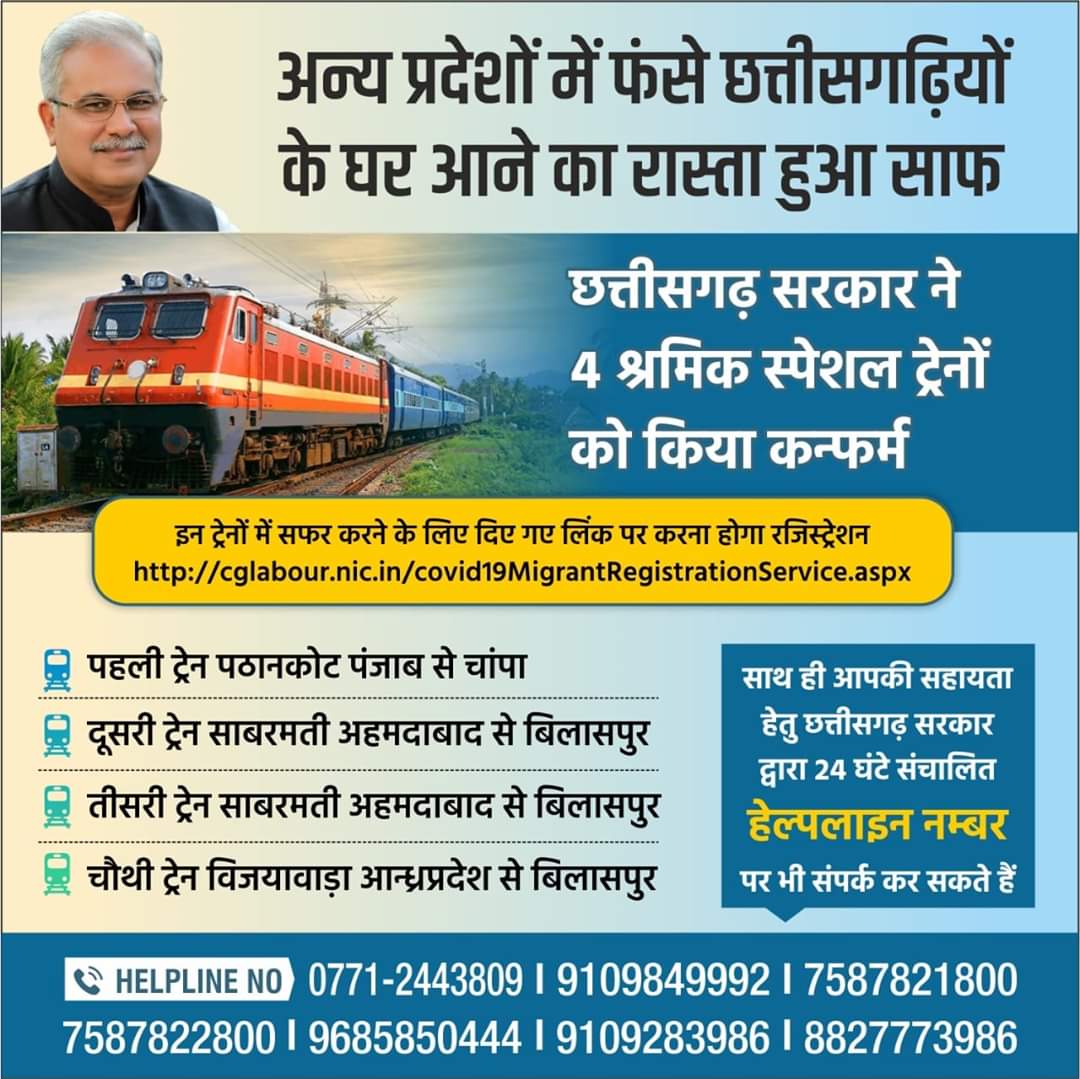 अन्य प्रदेशों में फंसे छत्तीसगढ़ियों
के घर आने का रास्ता हुआ साफ
छत्तीसगढ़ सरकार ने
4 श्रमिक स्पेशल ट्रेनों
को किया कन्फर्म
इन ट्रेनों में सफर करने के लिए दिए गए लिंक पर करना होगा रजिस्ट्रेशन
http://cglabour.nic.in/covid19MigrantRegistrationService.aspx
पहली ट्रेन पठानकोट पंजाब से चांपा
दूसरी ट्रेन साबरमती अहमदाबाद से बिलासपुर
तीसरी ट्रेन साबरमती अहमदाबाद से बिलासपुर
चौथी ट्रेन विजयावाड़ा आन्ध्रप्रदेश से बिलासपुर
साथ ही आपकी सहायता
हेतु छत्तीसगढ़ सरकार
द्वारा 24 घंटे संचालित
हेल्पलाइन नम्बर
पर भी संपर्क कर सकते हैं
HELPLINE NO 0771-2443809 | 9109849992 | 7587821800
7587822800 | 9685850444 | 9109283986 | 8827773986